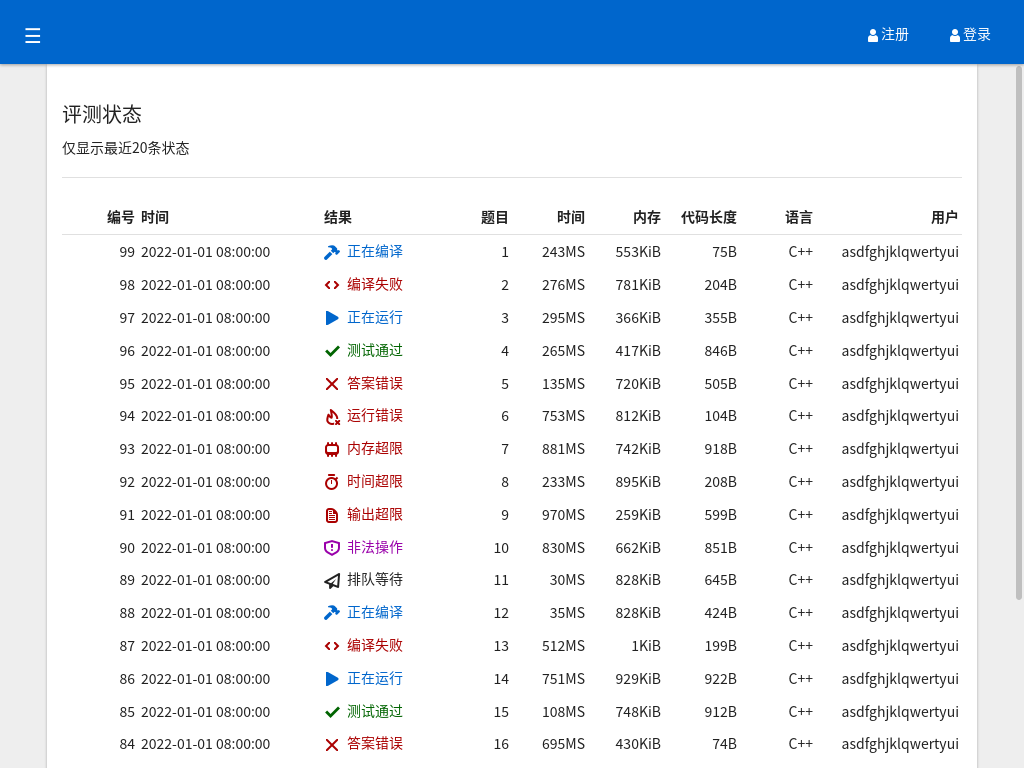 注册 登录
评测状态
仅显示最近20条状态
编号 时间 结果 题目 时间 内存 代码长度 语言 用户
99 2022-01-01 08:00:00 正在编译 1 243MS 553KiB 75B C++ asdfghjklqwertyui
98 2022-01-01 08:00:00 编译失败 2 276MS 781KiB 204B C++ asdfghjklqwertyui
97 2022-01-01 08:00:00 正在运行 3 295MS 366KiB 355B C++ asdfghjklqwertyui
96 2022-01-01 08:00:00 测试通过 4 265MS 417KiB 846B C++ asdfghjklqwertyui
95 2022-01-01 08:00:00 答案错误 5 135MS 720KiB 505B C++ asdfghjklqwertyui
94 2022-01-01 08:00:00 运行错误 6 753MS 812KiB 104B C++ asdfghjklqwertyui
93 2022-01-01 08:00:00 内存超限 7 881MS 742KiB 918B C++ asdfghjklqwertyui
92 2022-01-01 08:00:00 时间超限 8 233MS 895KiB 208B C++ asdfghjklqwertyui
91 2022-01-01 08:00:00 输出超限 9 970MS 259KiB 599B C++ asdfghjklqwertyui
90 2022-01-01 08:00:00 非法操作 10 830MS 662KiB 851B C++ asdfghjklqwertyui
89 2022-01-01 08:00:00 排队等待 11 30MS 828KiB 645B C++ asdfghjklqwertyui
88 2022-01-01 08:00:00 正在编译 12 35MS 828KiB 424B C++ asdfghjklqwertyui
87 2022-01-01 08:00:00 编译失败 13 512MS 1KiB 199B C++ asdfghjklqwertyui
86 2022-01-01 08:00:00 正在运行 14 751MS 929KiB 922B C++ asdfghjklqwertyui
85 2022-01-01 08:00:00 测试通过 15 108MS 748KiB 912B C++ asdfghjklqwertyui
84 2022-01-01 08:00:00 答案错误 16 695MS 430KiB 74B C++ asdfghjklqwertyui